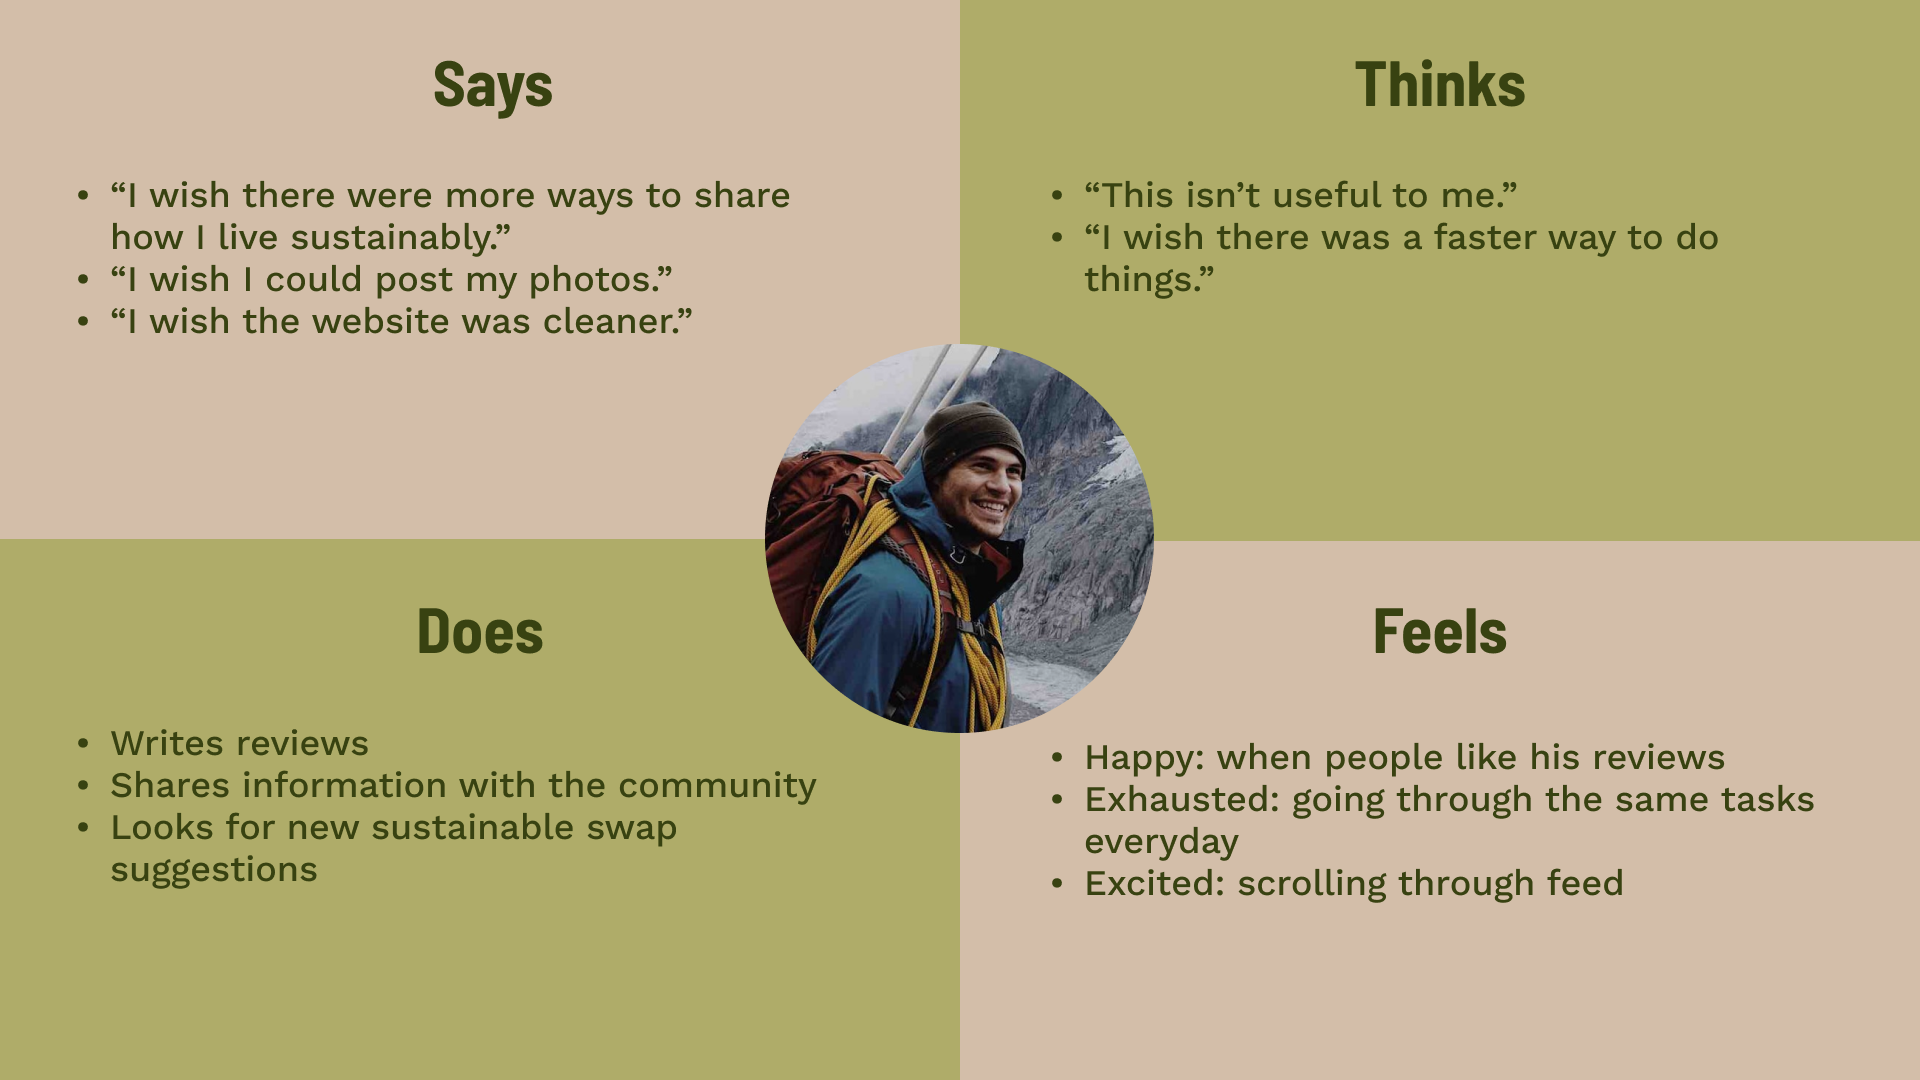 Says
• “I wish there were more ways to share
how I live sustainably.”
• “I wish I could post my photos.”
• “I wish the website was cleaner.”
Thinks
• “This isn’t useful to me.”
• “I wish there was a faster way to do
things.”
Does
• Writes reviews
• Shares information with the community
• Looks for new sustainable swap
suggestions
Feels
• Happy: when people like his reviews
• Exhausted: going through the same tasks
everyday
• Excited: scrolling through feed